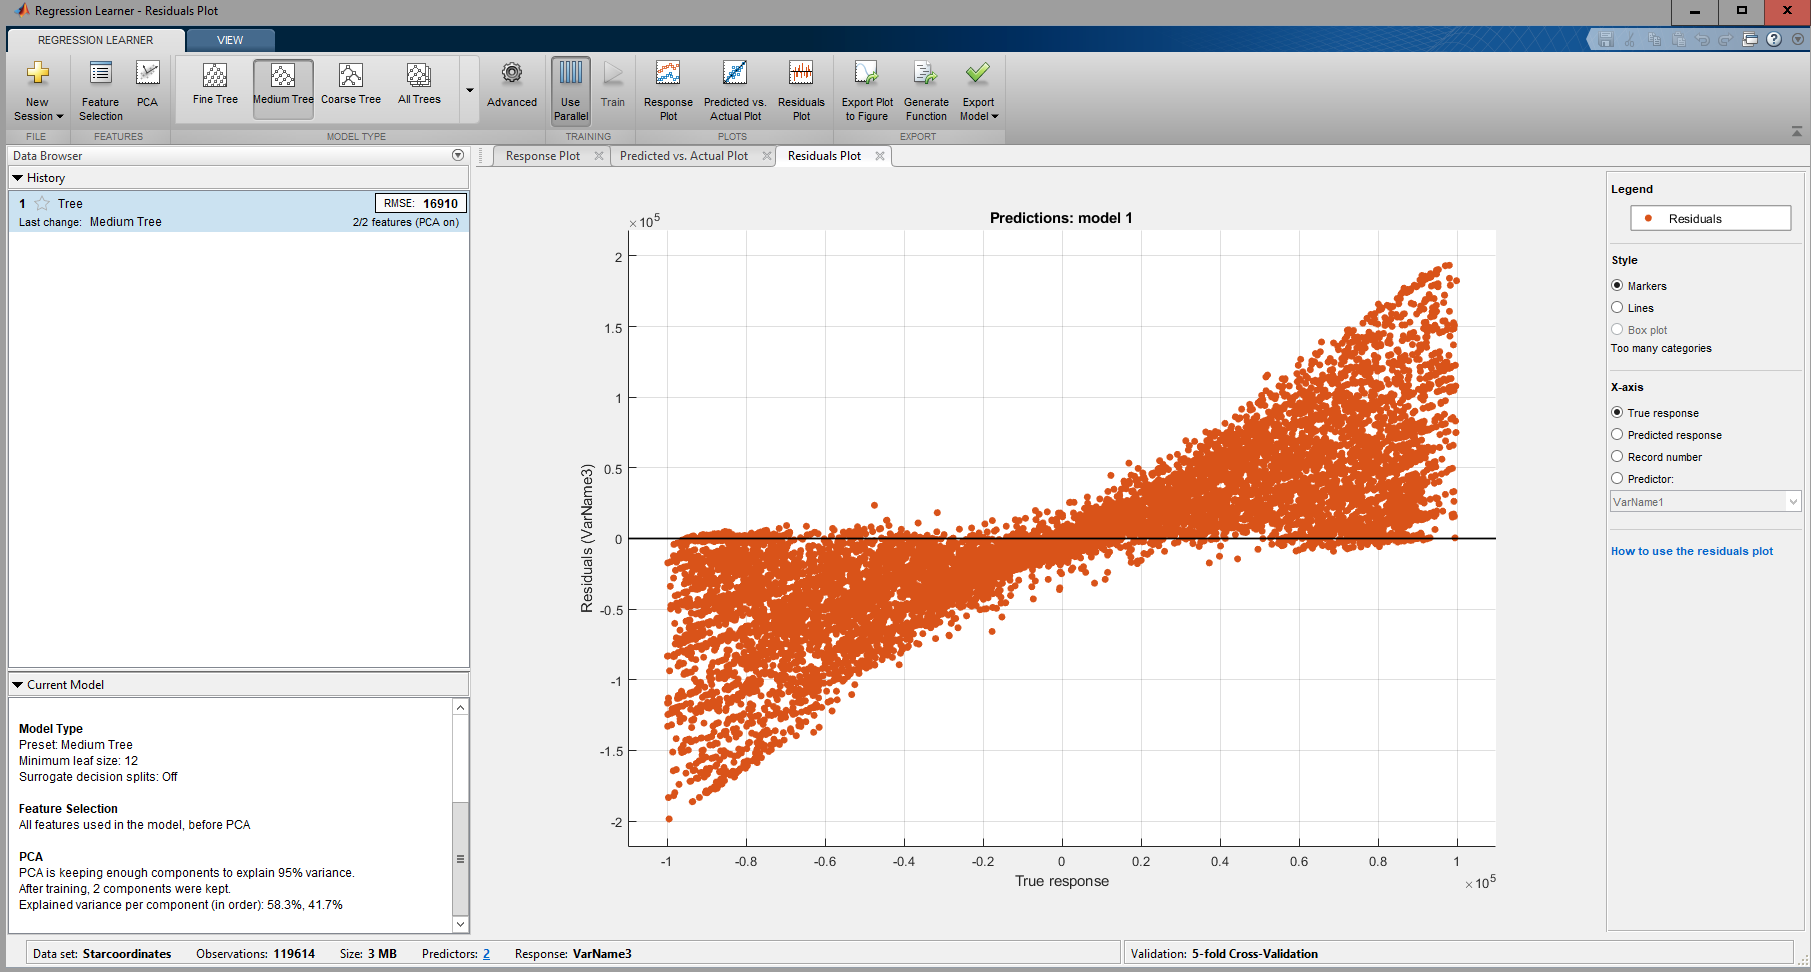 Regression Learner - Residuals Plot
REGRESSION LEARNER
VIEW
New
Session
Feature
Selection
PCA
Fine Tree
Medium Tree
Coarse Tree
All Trees
Advanced
Use
Parallel
Train
Response
Plot
Predicted vs.
Actual Plot
Residuals
Plot
Export Plot
to Figure
Generate
Function
Export
Model
FILE
FEATURES
MODEL TYPE
TRAINING
PLOTS
EXPORT
Data Browser
History
1 Tree RMSE: 16910
Last change: Medium Tree 2/2 features (PCA on)
Current Model
Model Type
Preset: Medium Tree
Minimum leaf size: 12
Surrogate decision splits: Off
Feature Selection
All features used in the model, before PCA
PCA
PCA is keeping enough components to explain 95% variance.
After training, 2 components were kept.
Explained variance per component (in order): 58.3%, 41.7%
Response Plot
Predicted vs. Actual Plot
Residuals Plot
Predictions: model 1
×10^5
2
1.5
1
0.5
0
-0.5
-1
-1.5
-2
Residuals (VarName3)
-1 -0.8 -0.6 -0.4 -0.2 0 0.2 0.4 0.6 0.8 1
True response
×10^5
Legend
Residuals
Style
Markers
Lines
Box plot
Too many categories
X-axis
True response
Predicted response
Record number
Predictor:
VarName1
How to use the residuals plot
Data set: Starcoordinates Observations: 119614 Size: 3 MB Predictors: 2 Response: VarName3
Validation: 5-fold Cross-Validation